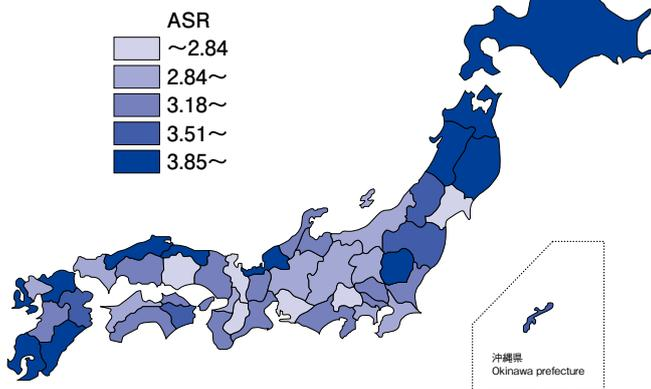 ASR
～2.84
2.84～
3.18～
3.51～
3.85～
沖縄県
Okinawa prefecture